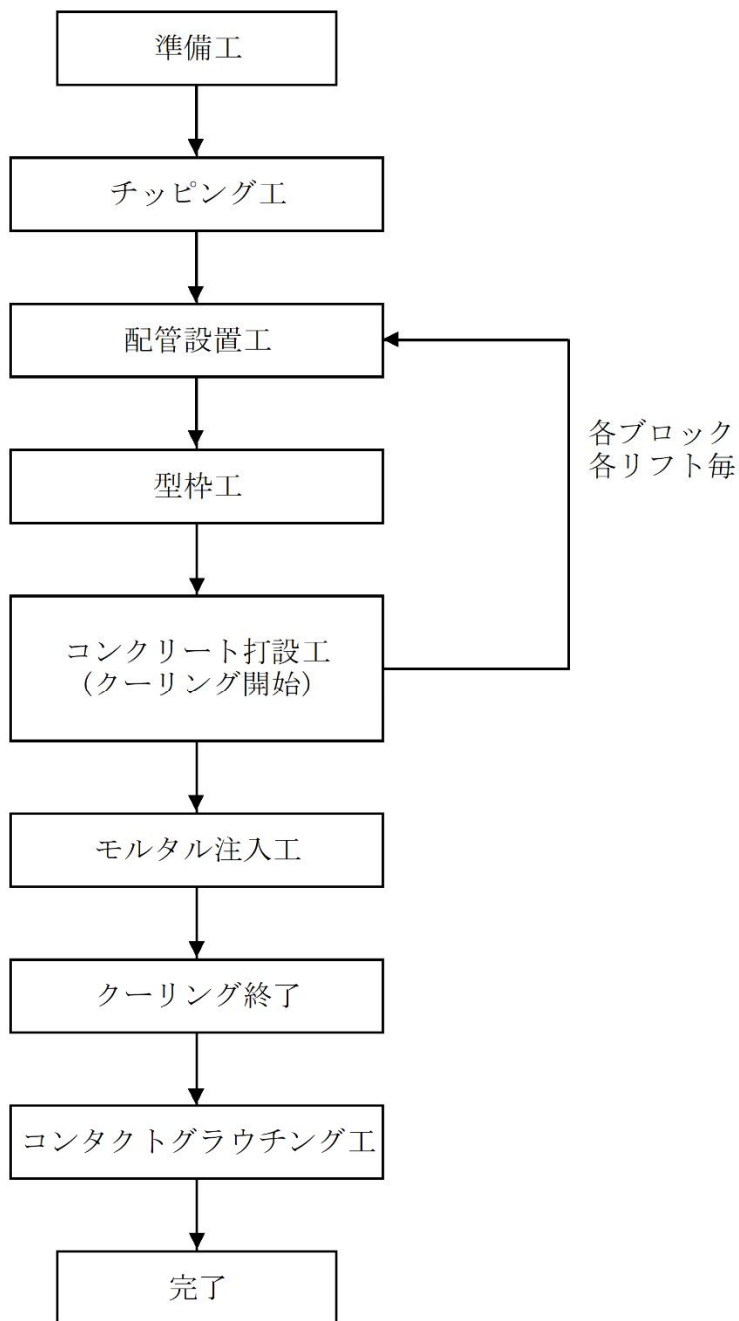 準備工
チッピング工
配管設置工
各ブロック
各リフト毎
型枠工
コンクリート打設工
(クーリング開始)
モルタル注入工
クーリング終了
コンタクトグラウチング工
完了